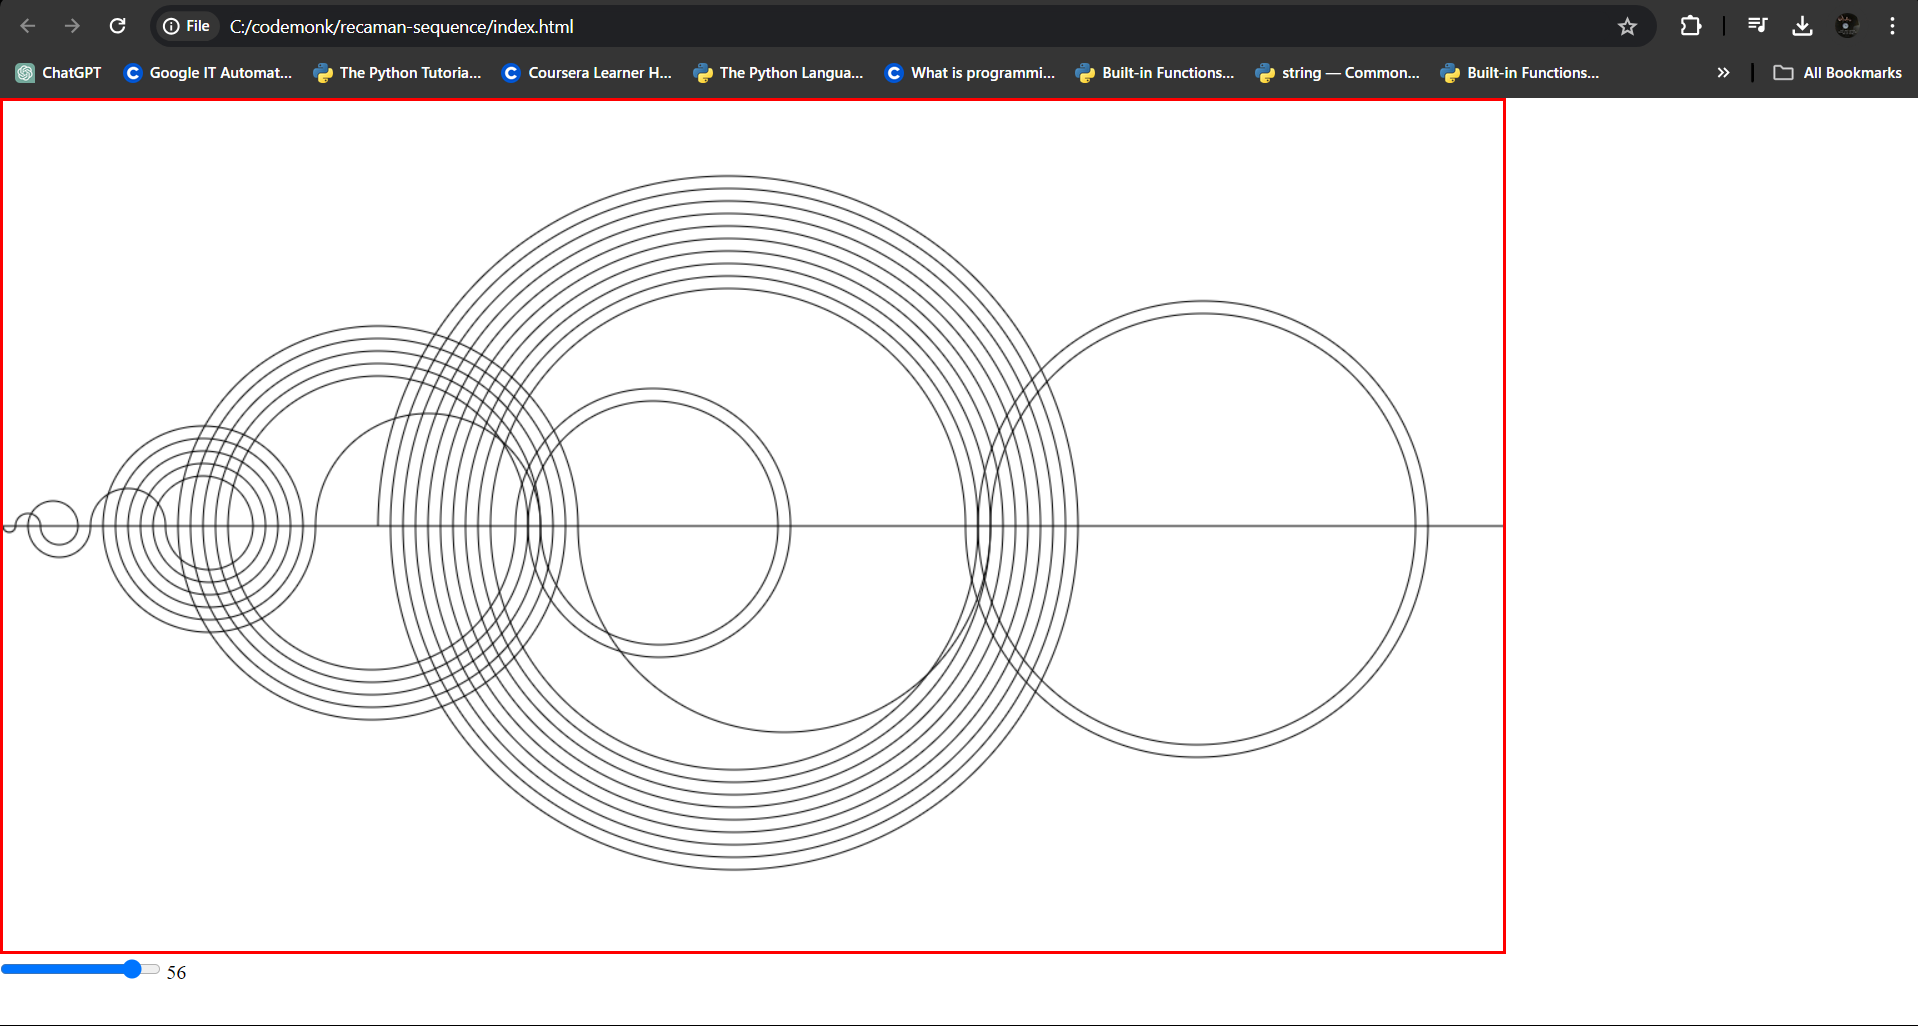 File C:/codemonk/recaman-sequence/index.html
ChatGPT Google IT Automat... The Python Tutoria... Coursera Learner H... The Python Langua... What is programmi... Built-in Functions... string — Common... Built-in Functions... » All Bookmarks
56